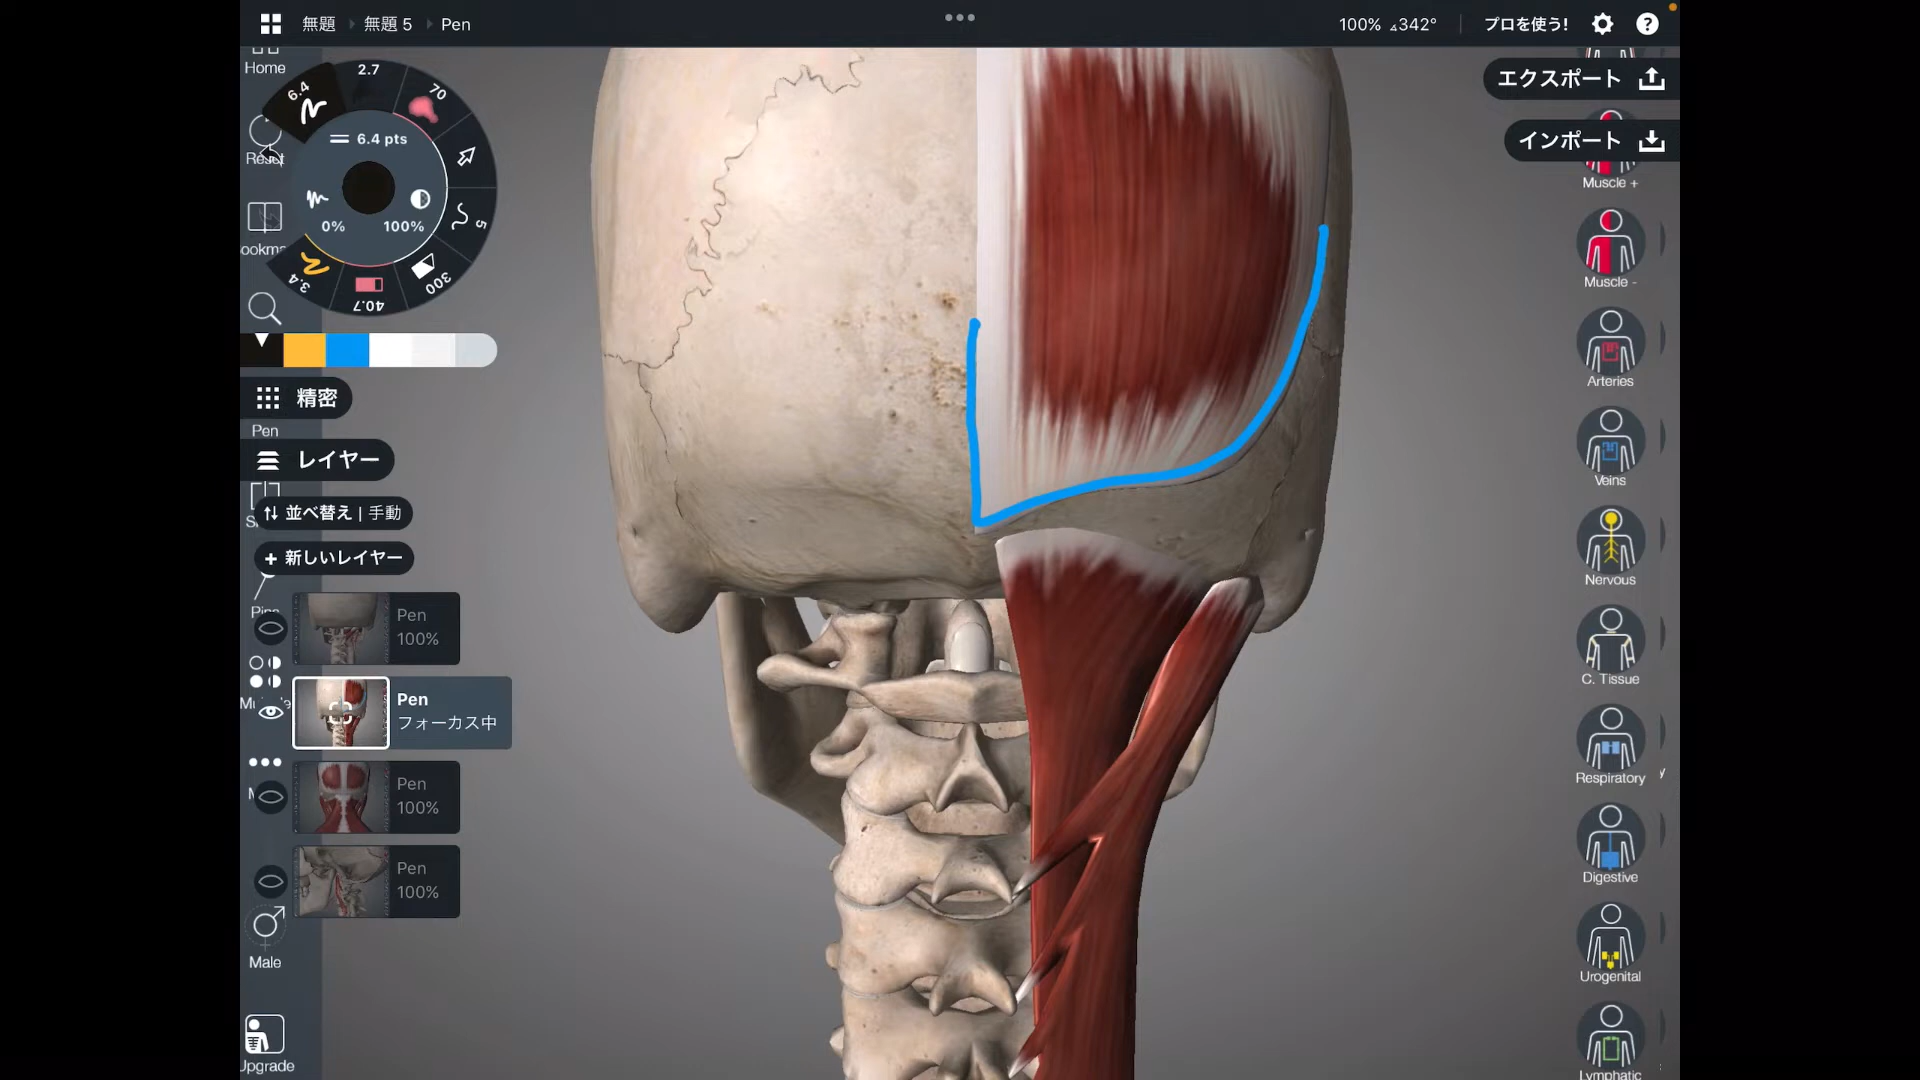 無題 無題 5 Pen
100% ⊿342° プロを使う!
エクスポート
インポート
Home
2.7
6.4
70
6.4 pts
0%
100%
5
300
40.7
3.4
精密
Pen
レイヤー
並べ替え | 手動
新しいレイヤー
Pen
100%
Pen
フォーカス中
Pen
100%
Pen
100%
Male
Upgrade
Muscle +
Muscle -
Arteries
Veins
Nervous
C. Tissue
Respiratory
Digestive
Urogenital
Lymphatic